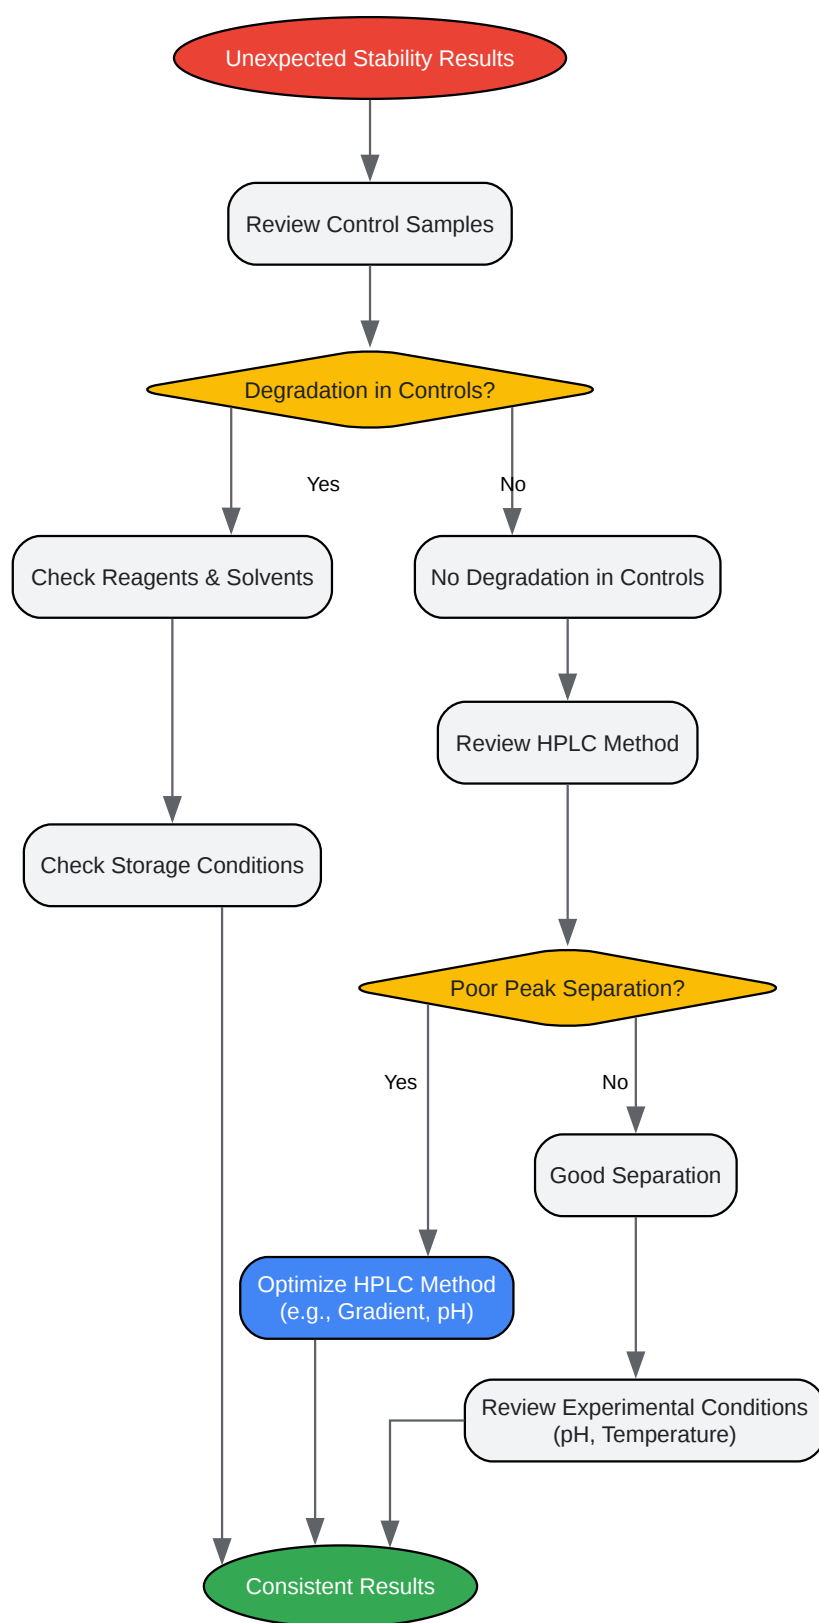 Unexpected Stability Results
Review Control Samples
Degradation in Controls?
Yes
No
Check Reagents & Solvents
No Degradation in Controls
Review HPLC Method
Check Storage Conditions
Poor Peak Separation?
Yes
No
Good Separation
Optimize HPLC Method
(e.g., Gradient, pH)
Review Experimental Conditions
(pH, Temperature)
Consistent Results